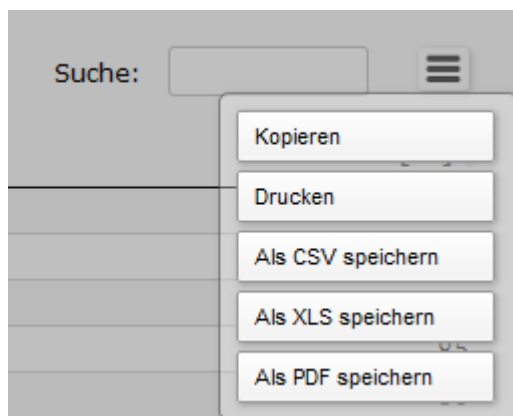 Suche:
Kopieren
Drucken
Als CSV speichern
Als XLS speichern
Als PDF speichern